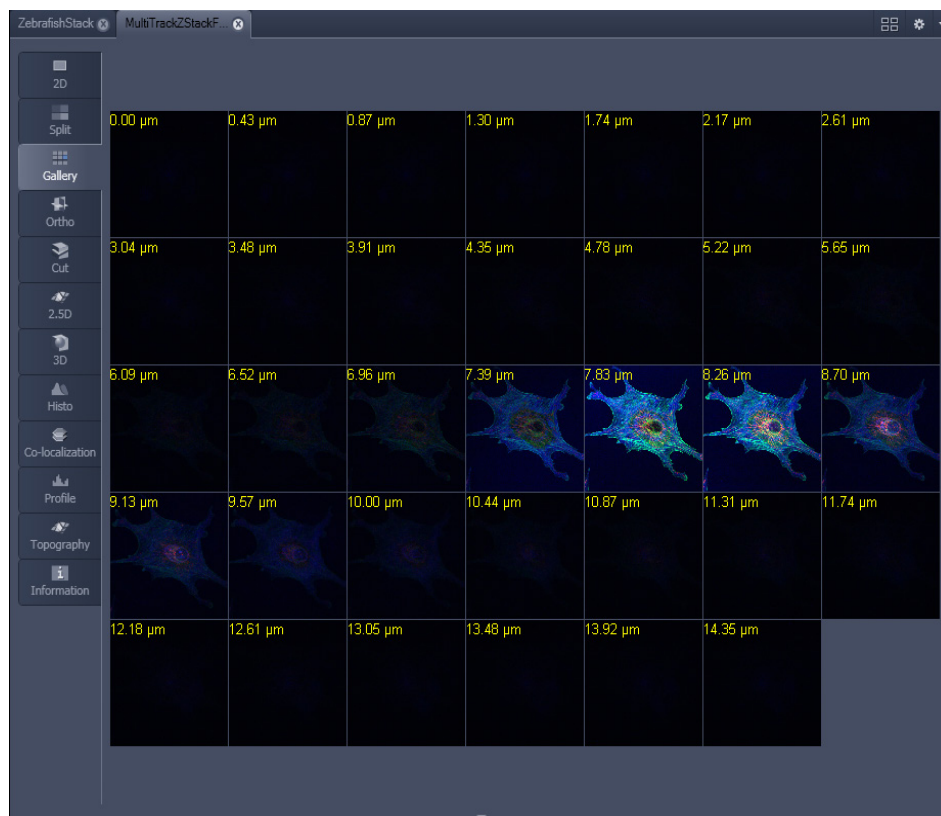 ZebrafishStack
MultiTrackZStackF...
2D
Split
Gallery
Ortho
Cut
2.5D
3D
Histo
Co-localization
Profile
Topography
Information
0.00 µm 0.43 µm 0.87 µm 1.30 µm 1.74 µm 2.17 µm 2.61 µm
3.04 µm 3.48 µm 3.91 µm 4.35 µm 4.78 µm 5.22 µm 5.65 µm
6.09 µm 6.52 µm 6.96 µm 7.39 µm 7.83 µm 8.26 µm 8.70 µm
9.13 µm 9.57 µm 10.00 µm 10.44 µm 10.87 µm 11.31 µm 11.74 µm
12.18 µm 12.61 µm 13.05 µm 13.48 µm 13.92 µm 14.35 µm